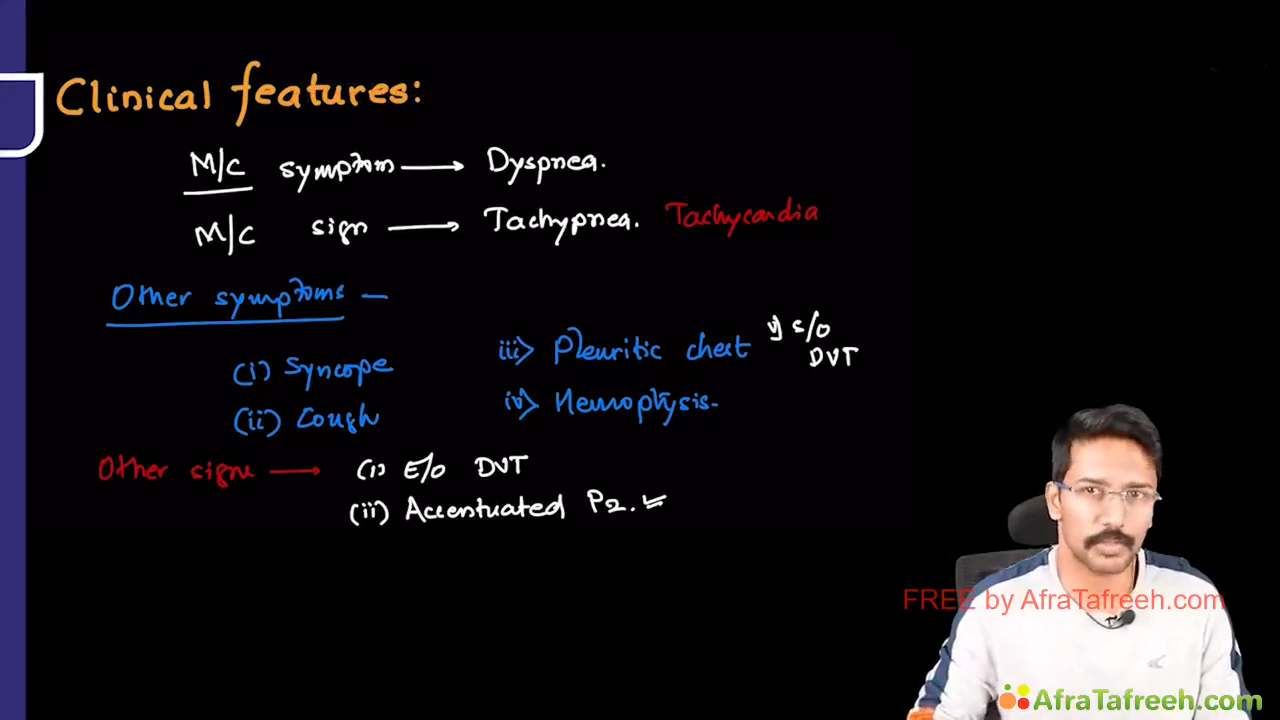 Clinical features:
M/C symptom → Dyspnea.
M/C sign → Tachypnea. Tachycardia
Other symptoms –
(i) Syncope
(ii) Cough
iii> Pleuritic chest
iv> Hemoptysis.
v) s/o
DVT
Other signs → (i) E/o DVT
(ii) Accentuated P2.
FREE by AfraTafreeh.com
AfraTafreeh.com